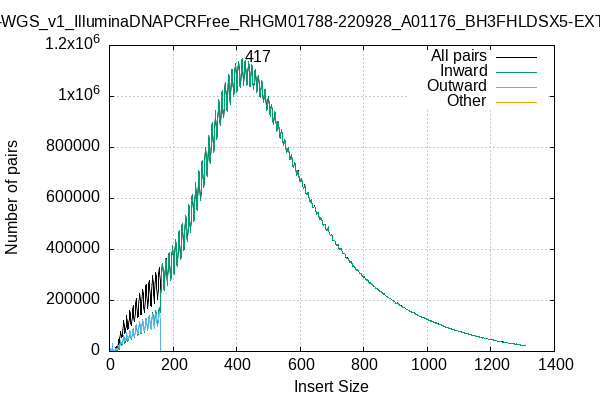 -WGS_v1_IlluminaDNAPCRFree_RHGM01788-220928_A01176_BH3FHLDSX5-EXT
1.2x10^6
1x10^6
800000
600000
400000
200000
0
Number of pairs
417
All pairs
Inward
Outward
Other
0 200 400 600 800 1000 1200 1400
Insert Size